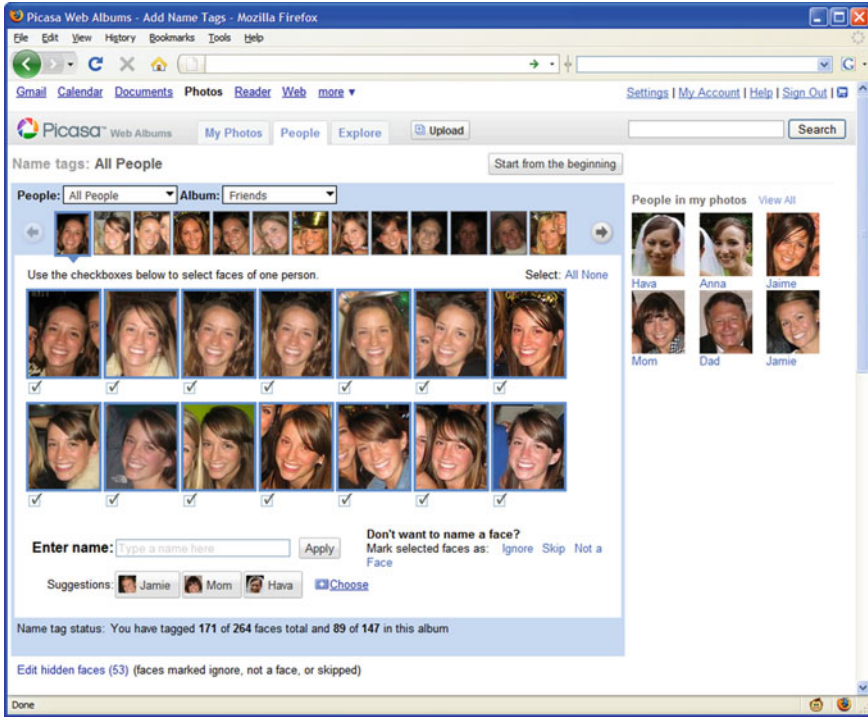 Picasa Web Albums - Add Name Tags - Mozilla Firefox
File Edit View History Bookmarks Tools Help
G
Gmail Calendar Documents Photos Reader Web more ▼
Settings | My Account | Help | Sign Out |
Picasa™ Web Albums My Photos People Explore Upload Search
Name tags: All People Start from the beginning
People: All People Album: Friends
Use the checkboxes below to select faces of one person. Select: All None
Enter name: Type a name here Apply
Don't want to name a face?
Mark selected faces as: Ignore Skip Not a
Face
Suggestions: Jamie Mom Hava Choose
Name tag status: You have tagged 171 of 264 faces total and 89 of 147 in this album
Edit hidden faces (53) (faces marked ignore, not a face, or skipped)
People in my photos View All
Hava Anna Jaime
Mom Dad Jamie
Done